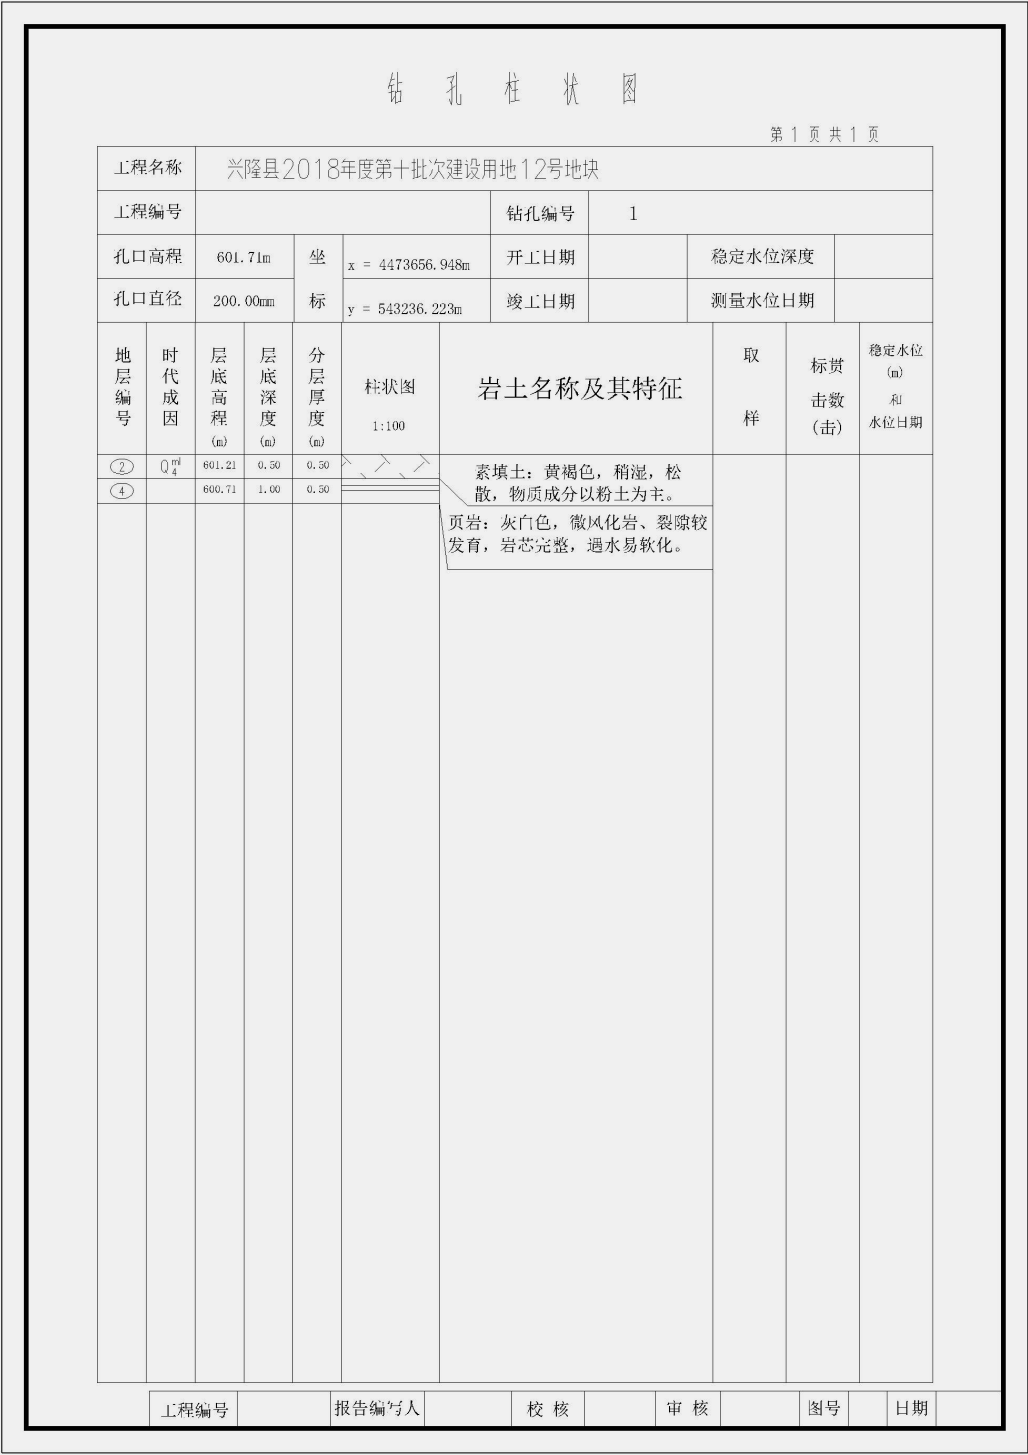 钻孔柱状图
第 1 页 共 1 页
工程名称 兴隆县2018年度第十批次建设用地12号地块
工程编号 钻孔编号 1
孔口高程 601.71m 坐 x = 4473656.948m 开工日期 稳定水位深度
孔口直径 200.00mm 标 y = 543236.223m 竣工日期 测量水位日期
地层编号 时代成因 层底高程(m) 层底深度(m) 分层厚度(m) 柱状图 1:100 岩土名称及其特征 取样 标贯击数(击) 稳定水位(m)和水位日期
② Q4ml 601.21 0.50 0.50
素填土：黄褐色，稍湿，松
散，物质成分以粉土为主。
④ 600.71 1.00 0.50
页岩：灰白色，微风化岩、裂隙较
发育，岩芯完整，遇水易软化。
工程编号 报告编写人 校 核 审 核 图号 日期